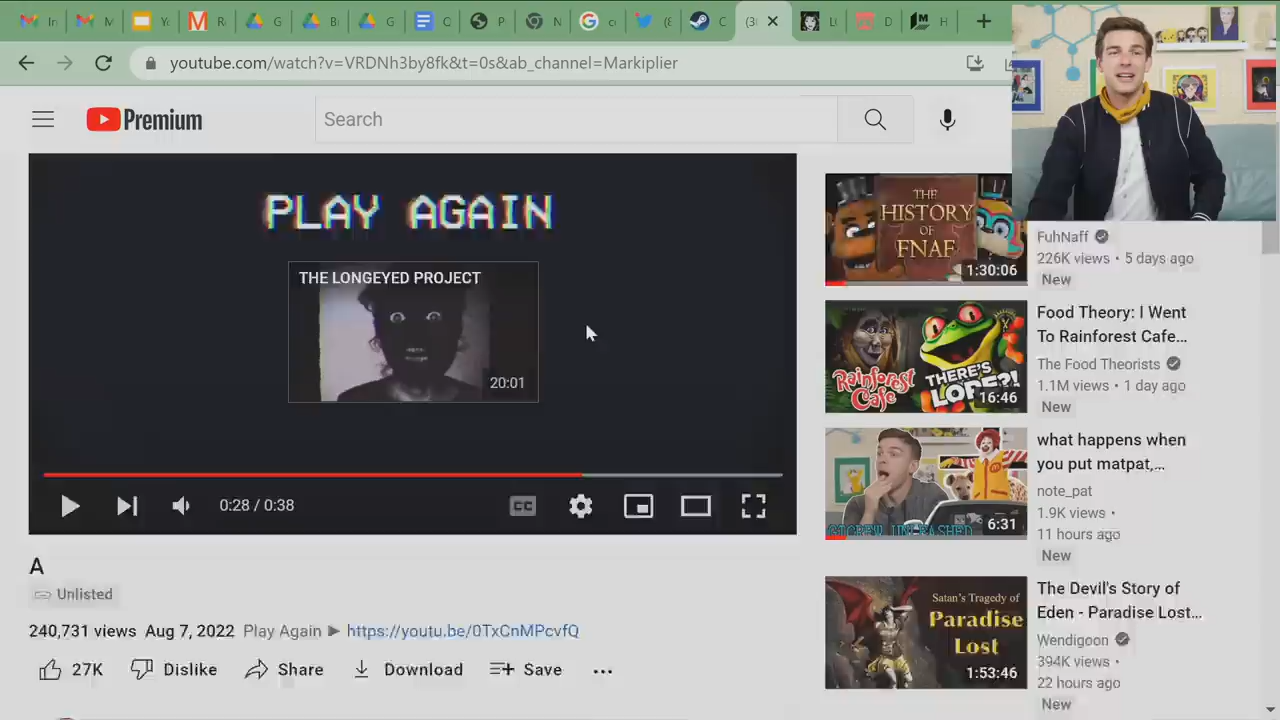 In
M
Y
R
G
B
G
C
P
N
c
(
C
(3
L
D
H
youtube.com/watch?v=VRDNh3by8fk&t=0s&ab_channel=Markiplier
Premium
Search
PLAY AGAIN
THE LONGEYED PROJECT
20:01
0:28 / 0:38
CC
A
Unlisted
240,731 views Aug 7, 2022 Play Again ▶ https://youtu.be/0TxCnMPcvfQ
27K Dislike Share Download Save ...
THE
HISTORY
OF
FNAF
1:30:06
FuhNaff
226K views • 5 days ago
New
Rainforest
Cafe
THERE'S
LORE?!
16:46
Food Theory: I Went
To Rainforest Cafe...
The Food Theorists
1.1M views • 1 day ago
New
6:31
what happens when
you put matpat,...
note_pat
1.9K views •
11 hours ago
New
Satan's Tragedy of
Paradise
Lost
1:53:46
The Devil's Story of
Eden - Paradise Lost...
Wendigoon
394K views •
22 hours ago
New